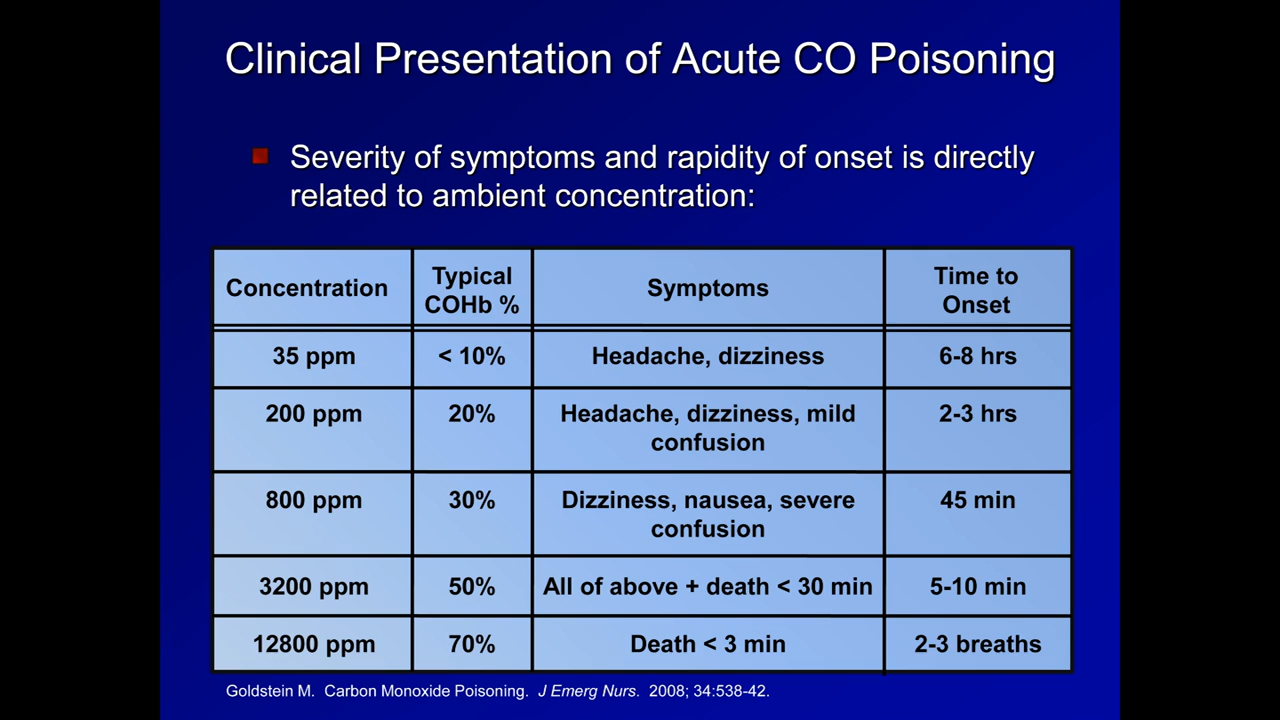 Clinical Presentation of Acute CO Poisoning
Severity of symptoms and rapidity of onset is directly
related to ambient concentration:
Concentration Typical COHb % Symptoms Time to Onset
35 ppm < 10% Headache, dizziness 6-8 hrs
200 ppm 20% Headache, dizziness, mild confusion 2-3 hrs
800 ppm 30% Dizziness, nausea, severe confusion 45 min
3200 ppm 50% All of above + death < 30 min 5-10 min
12800 ppm 70% Death < 3 min 2-3 breaths
Goldstein M. Carbon Monoxide Poisoning. J Emerg Nurs. 2008; 34:538-42.